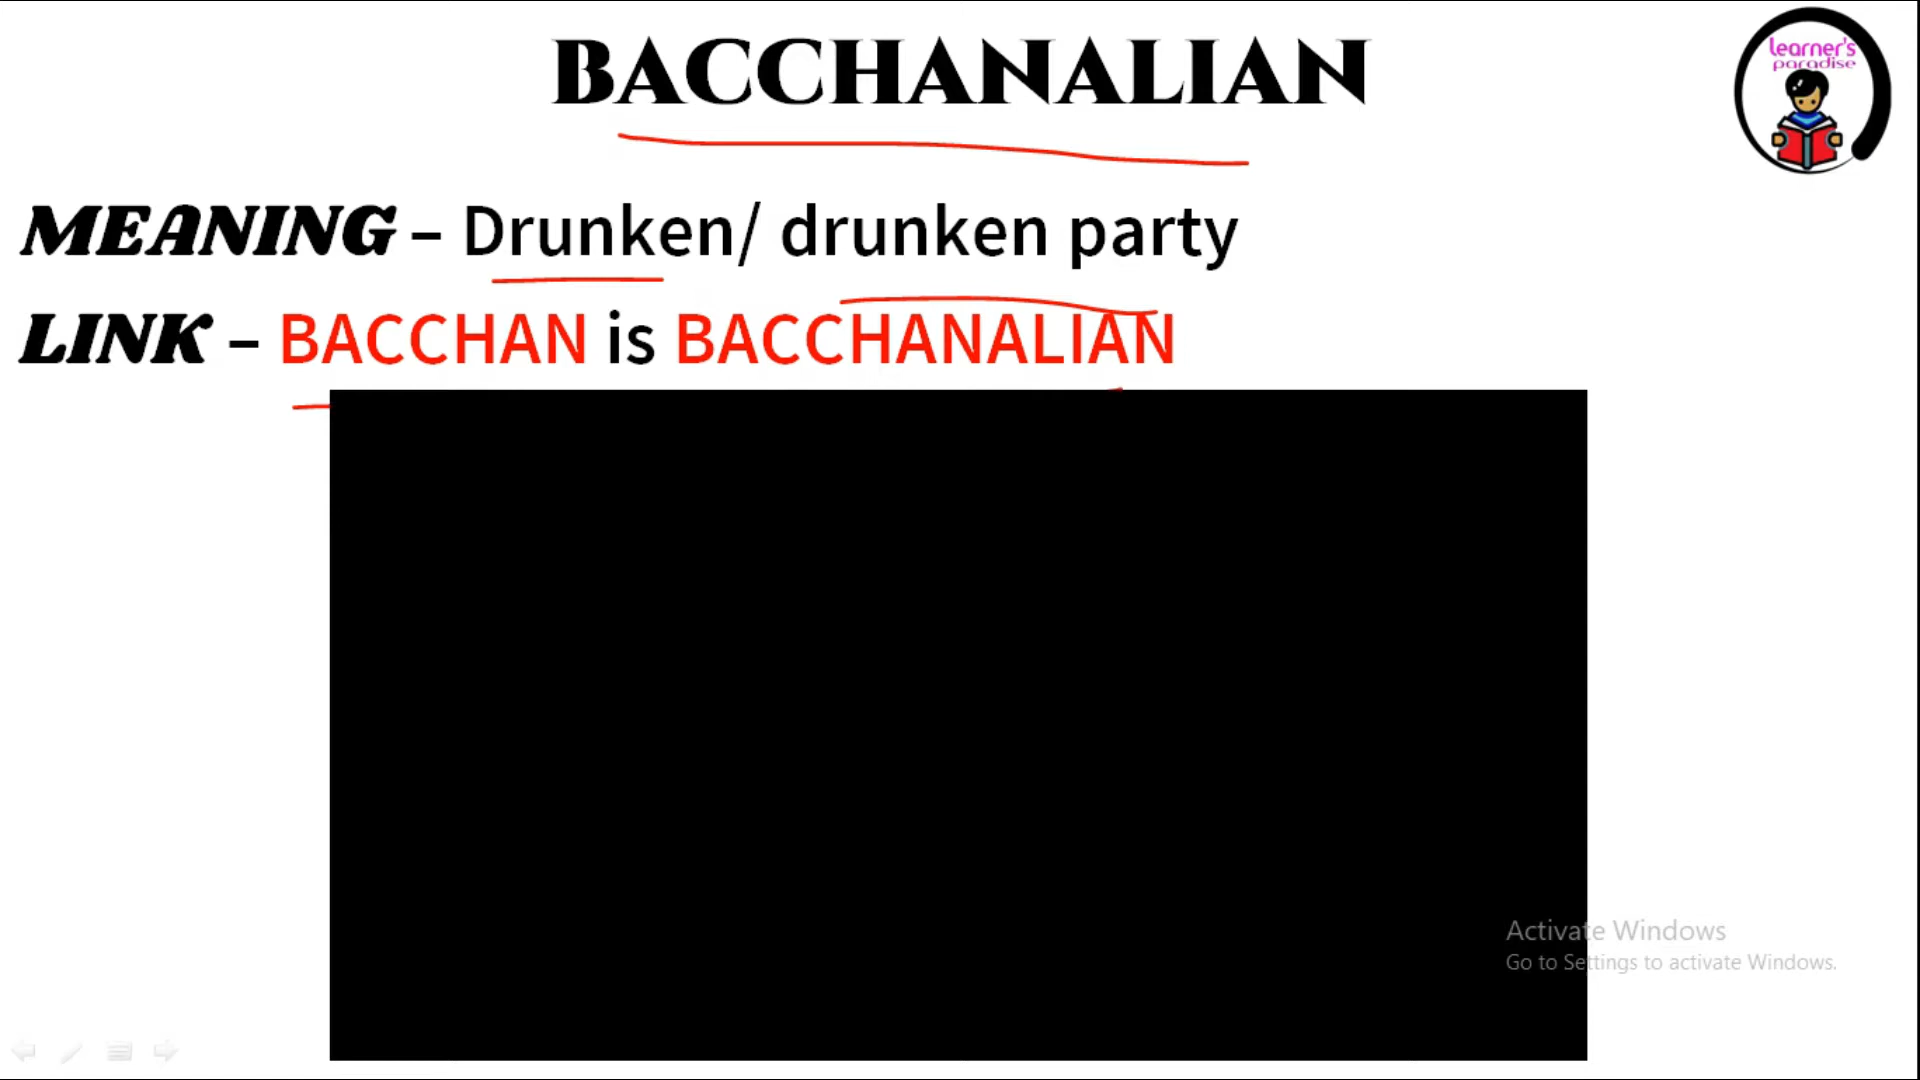 BACCHANALIAN
learner's
paradise
MEANING – Drunken/ drunken party
LINK – BACCHAN is BACCHANALIAN
Activate Windows
Go to Settings to activate Windows.